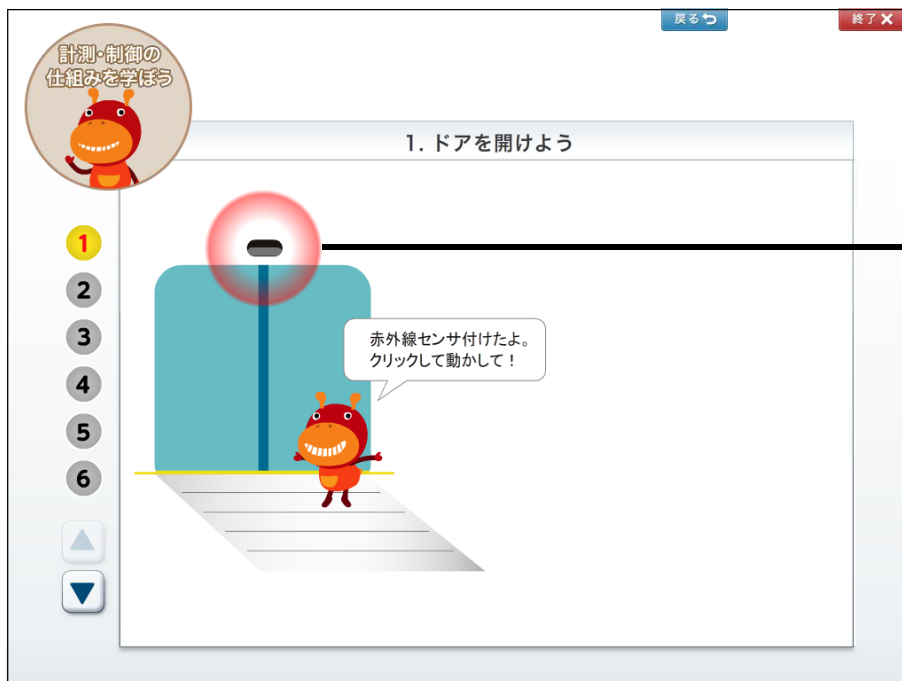 戻る
終了
計測・制御の
仕組みを学ぼう
1. ドアを開けよう
1
2
3
4
5
6
赤外線センサ付けたよ。
クリックして動かして！